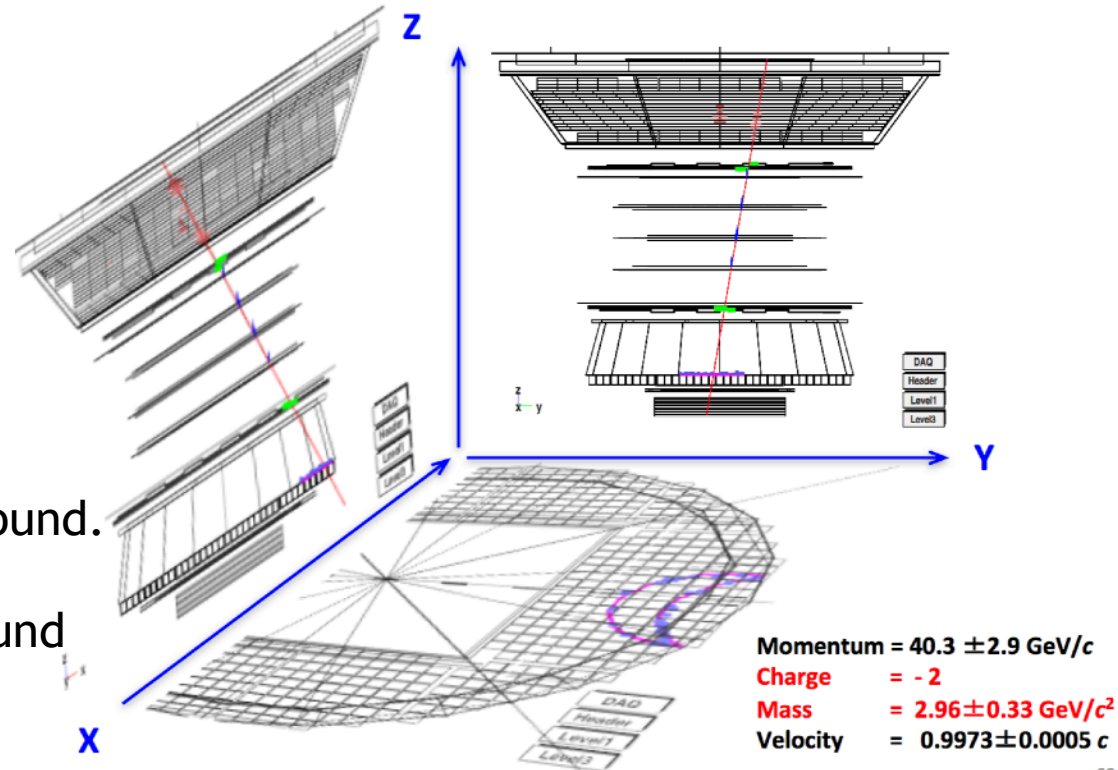 Z
DAQ
Header
Level1
Level3
z
x y
DAQ
Header
Level1
Level3
Y
ound.
und
X
DAQ
Header
Level1
Level3
Momentum = 40.3 ±2.9 GeV/c
Charge = - 2
Mass = 2.96±0.33 GeV/c²
Velocity = 0.9973±0.0005 c